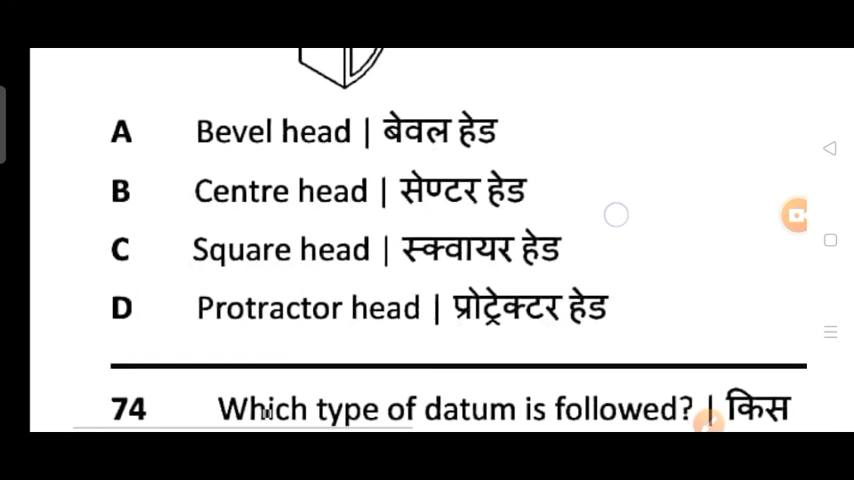 A Bevel head | बेवल हेड
B Centre head | सेण्टर हेड
C Square head | स्क्वायर हेड
D Protractor head | प्रोट्रेक्टर हेड
74 Which type of datum is followed? | किस